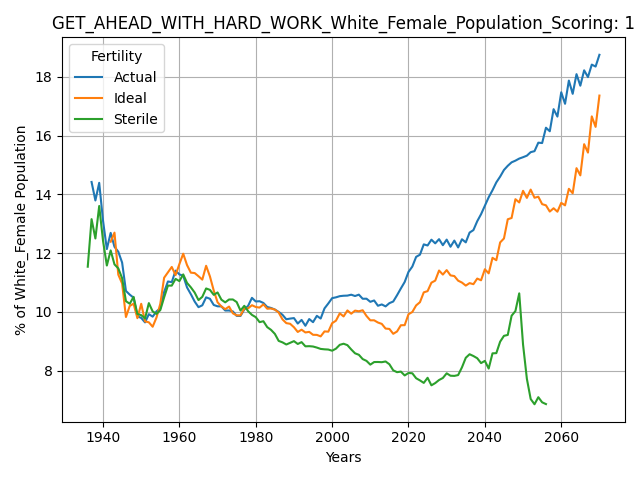 GET_AHEAD_WITH_HARD_WORK_White_Female_Population_Scoring: 1
Fertility
Actual
Ideal
Sterile
% of White_Female Population
18
16
14
12
10
8
1940 1960 1980 2000 2020 2040 2060
Years